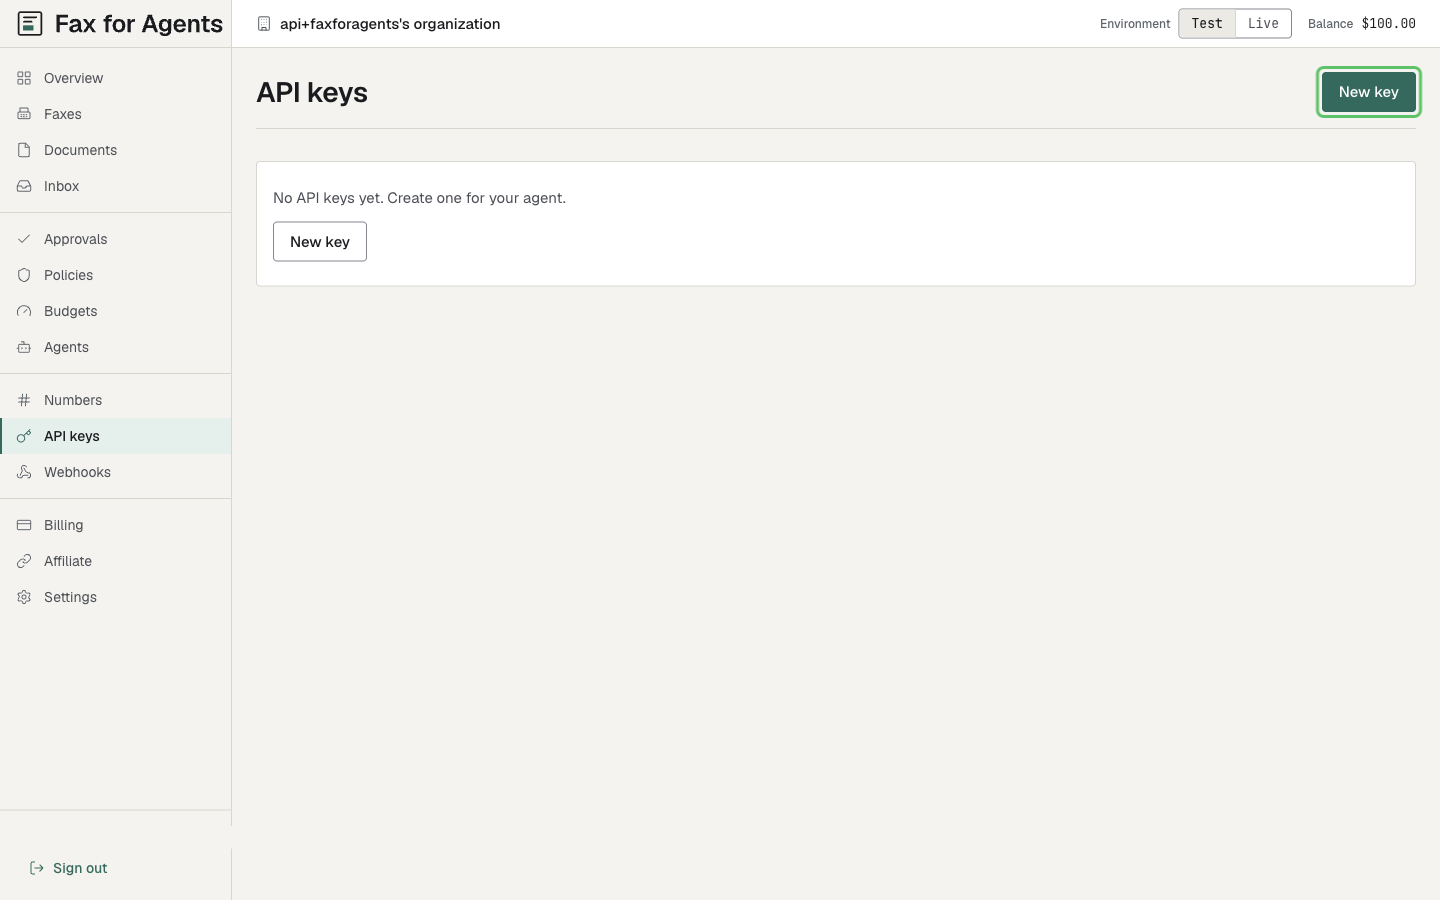 Fax for Agents
api+faxforagents's organization
Environment
Test
Live
Balance $100.00
Overview
Faxes
Documents
Inbox
Approvals
Policies
Budgets
Agents
Numbers
API keys
Webhooks
Billing
Affiliate
Settings
Sign out
API keys
New key
No API keys yet. Create one for your agent.
New key